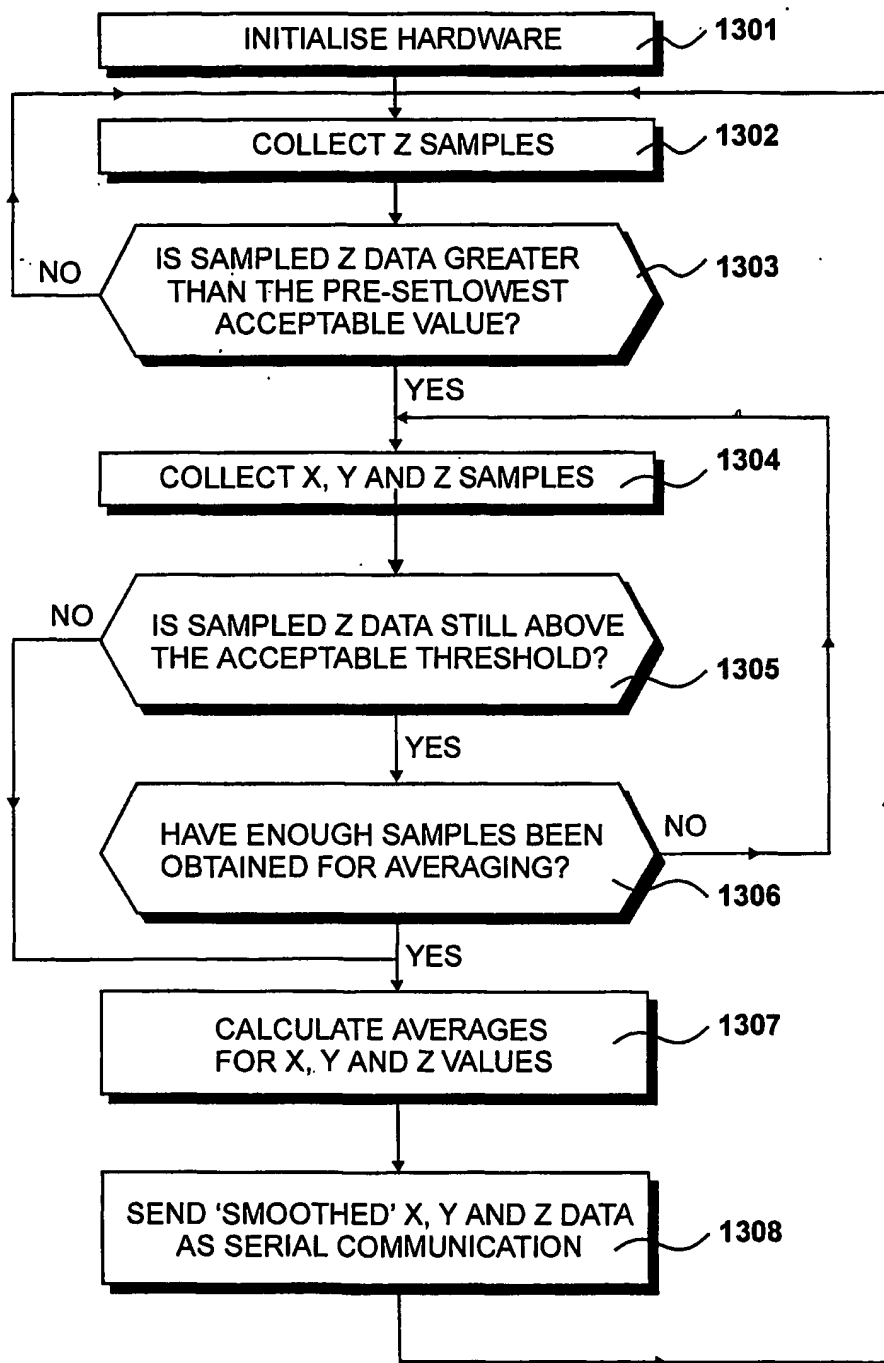 INITIALISE HARDWARE
1301
COLLECT Z SAMPLES
1302
IS SAMPLED Z DATA GREATER
THAN THE PRE-SETLOWEST
ACCEPTABLE VALUE?
1303
NO
YES
COLLECT X, Y AND Z SAMPLES
1304
NO
IS SAMPLED Z DATA STILL ABOVE
THE ACCEPTABLE THRESHOLD?
1305
YES
HAVE ENOUGH SAMPLES BEEN
OBTAINED FOR AVERAGING?
NO
1306
YES
CALCULATE AVERAGES
FOR X, Y AND Z VALUES
1307
SEND ‘SMOOTHED’ X, Y AND Z DATA
AS SERIAL COMMUNICATION
1308